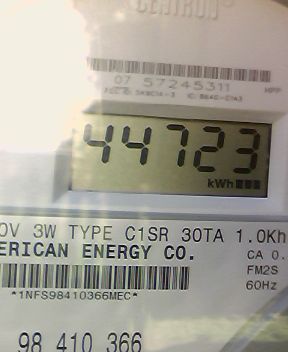 CENTRON®
07 57245311
44723
kWh
0V 3W TYPE C1SR 30TA 1.0Kh
ERICAN ENERGY CO.
CA 0.
FM2S
*1NFS98410366MEC*
60Hz
98 410 366